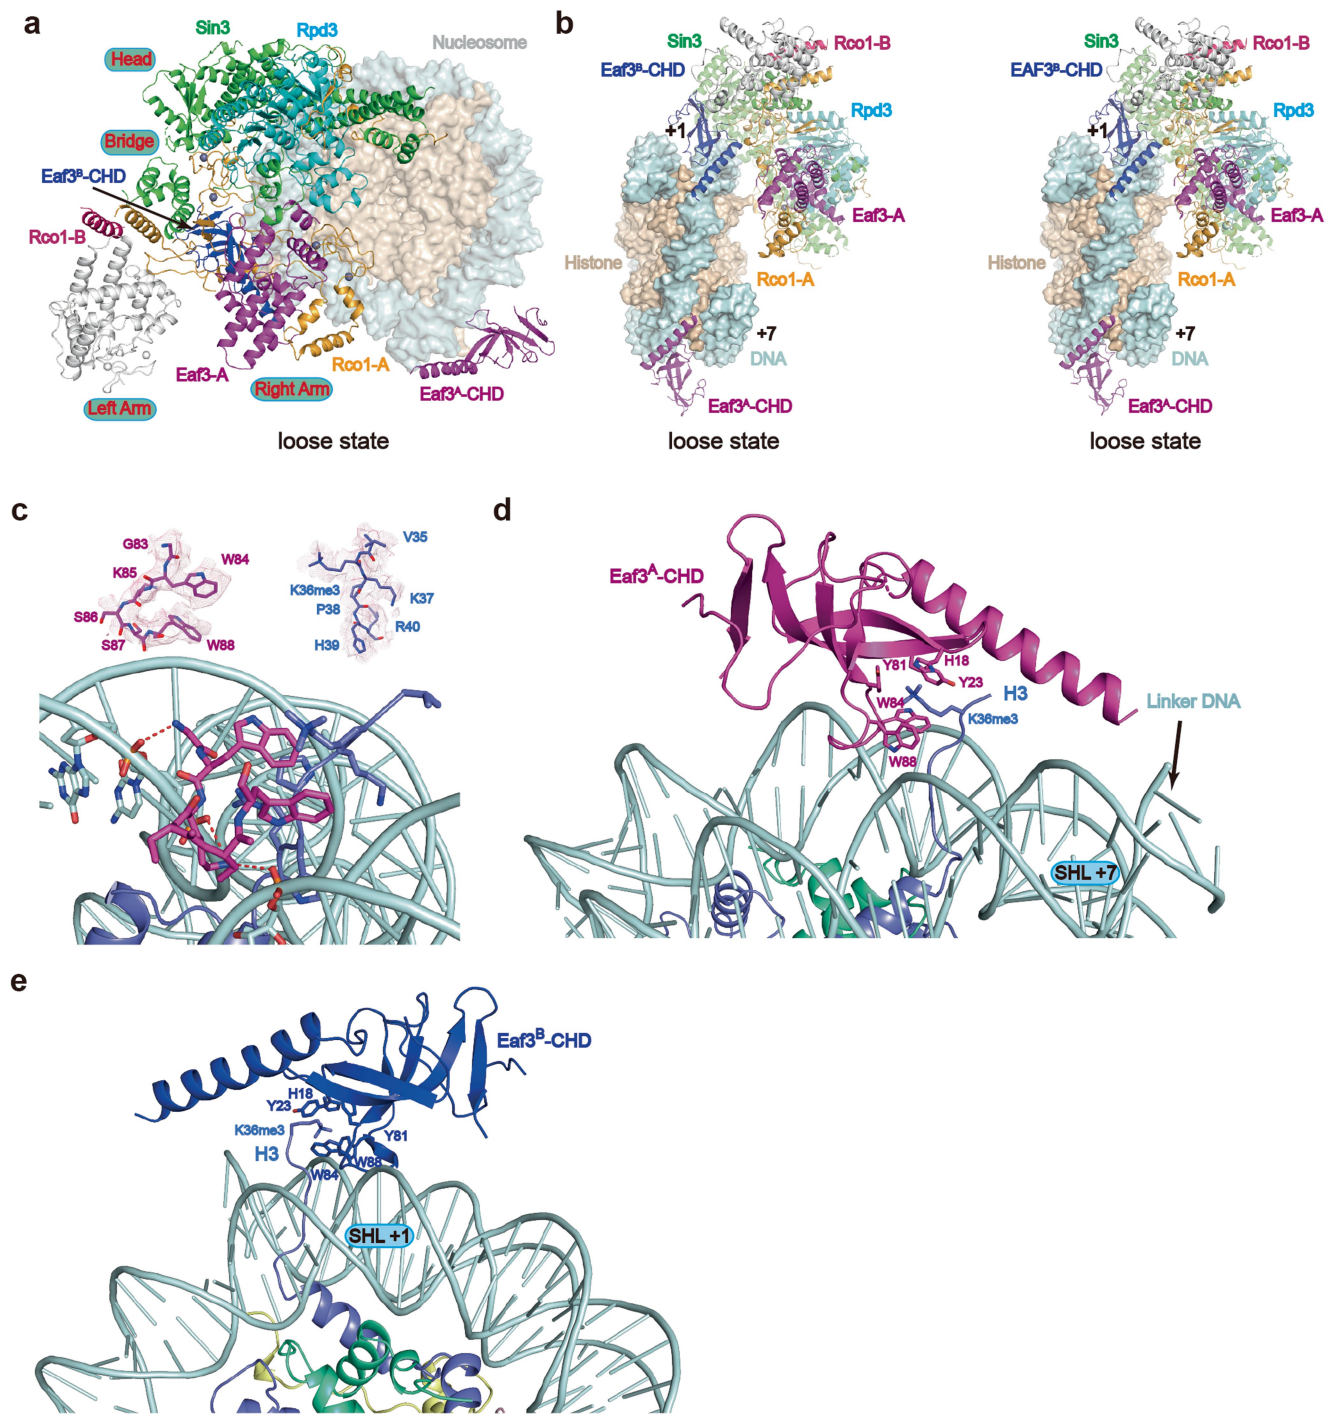 a
Sin3
Rpd3
Nucleosome
Head
Bridge
Eaf3ᴮ-CHD
Rco1-B
Eaf3-A
Rco1-A
Right Arm
Eaf3ᴬ-CHD
Left Arm
loose state
b
Sin3
Rco1-B
Eaf3ᴮ-CHD
Rpd3
+1
Eaf3-A
Histone
Rco1-A
+7
DNA
Eaf3ᴬ-CHD
loose state
Sin3
Rco1-B
EAF3ᴮ-CHD
Rpd3
+1
Eaf3-A
Histone
Rco1-A
+7
DNA
Eaf3ᴬ-CHD
loose state
c
G83
W84
K85
S86
S87
W88
V35
K36me3
K37
P38
R40
H39
d
Eaf3ᴬ-CHD
Y81
H18
Y23
W84
H3
K36me3
W88
Linker DNA
SHL +7
e
Eaf3ᴮ-CHD
H18
Y23
K36me3
Y81
H3
W88
W84
SHL +1